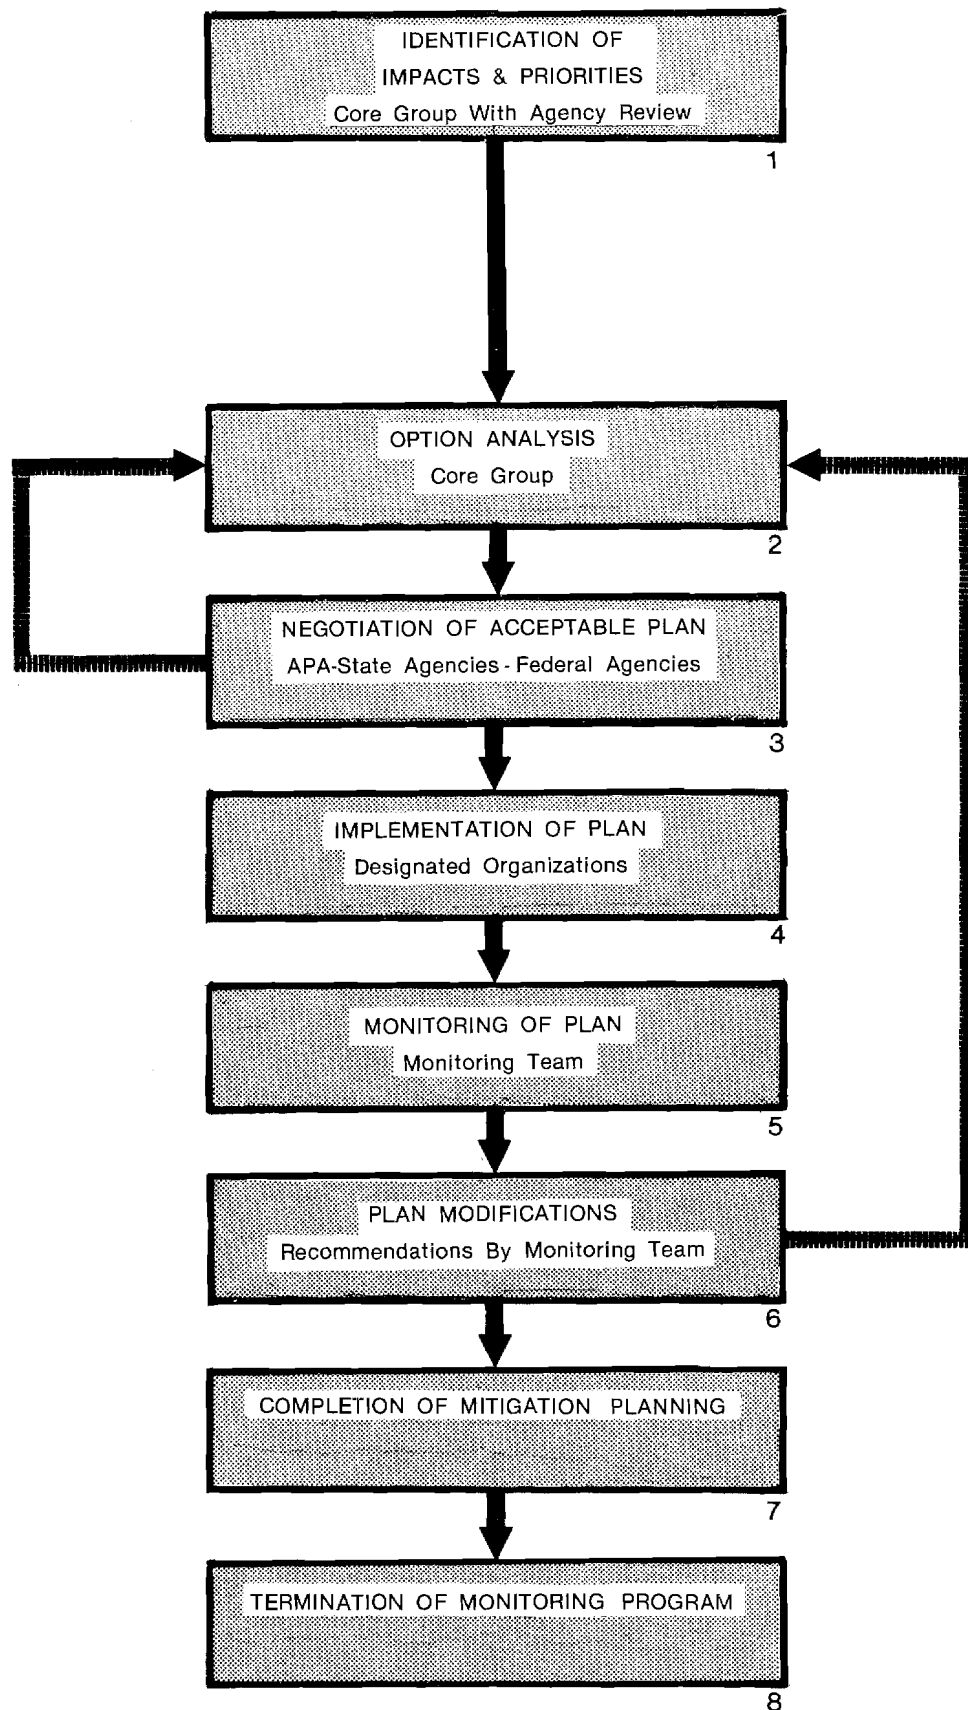 IDENTIFICATION OF
IMPACTS & PRIORITIES
Core Group With Agency Review
1
OPTION ANALYSIS
Core Group
2
NEGOTIATION OF ACCEPTABLE PLAN
APA-State Agencies - Federal Agencies
3
IMPLEMENTATION OF PLAN
Designated Organizations
4
MONITORING OF PLAN
Monitoring Team
5
PLAN MODIFICATIONS
Recommendations By Monitoring Team
6
COMPLETION OF MITIGATION PLANNING
7
TERMINATION OF MONITORING PROGRAM
8